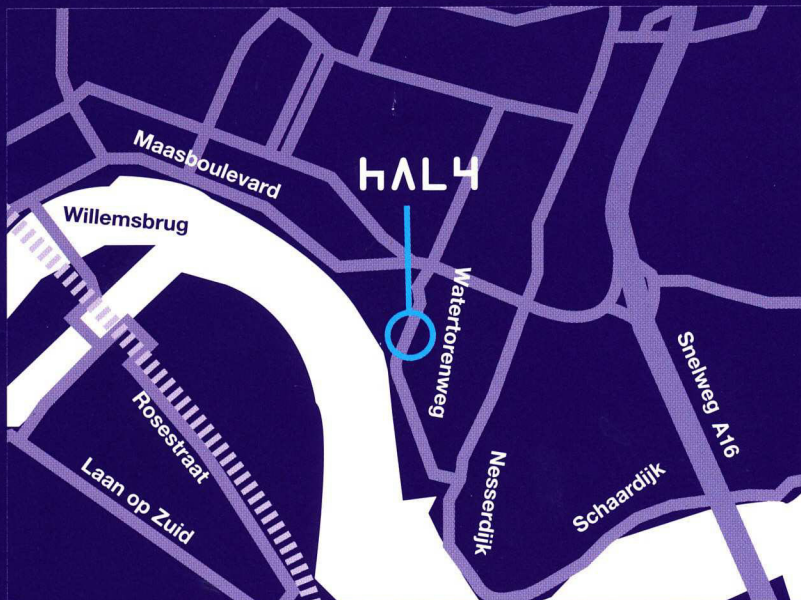 Maasboulevard
hAL4
Willemsbrug
Watertorenweg
Snelweg A16
Rosestraat
Laan op Zuid
Nesserdijk
Schaardijk